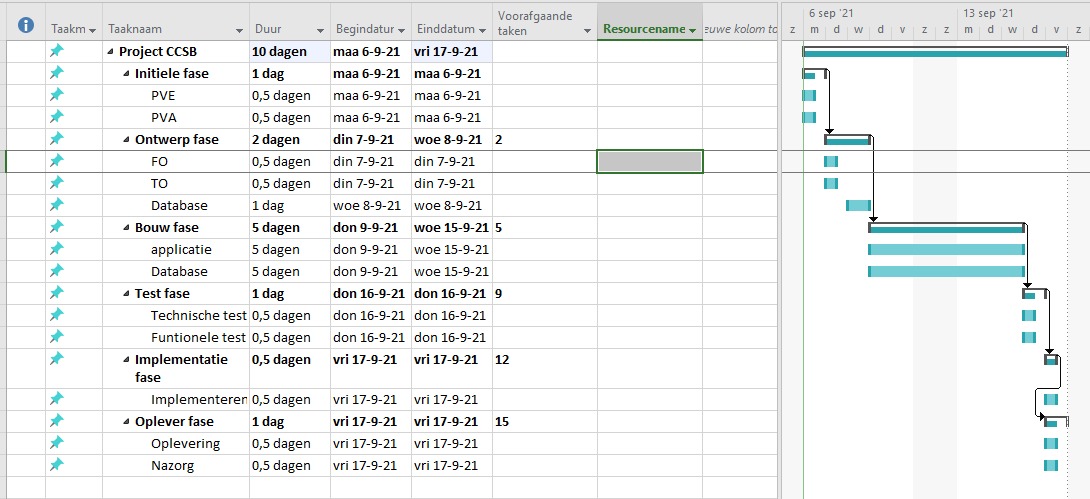 6 sep '21 13 sep '21
Taakm Taaknaam Duur Begindatur Einddatum Voorafgaande taken Resourcename euwe kolom to z m d w d v z z m d w d v z
Project CCSB 10 dagen maa 6-9-21 vri 17-9-21
Initiele fase 1 dag maa 6-9-21 maa 6-9-21
PVE 0,5 dagen maa 6-9-21 maa 6-9-21
PVA 0,5 dagen maa 6-9-21 maa 6-9-21
Ontwerp fase 2 dagen din 7-9-21 woe 8-9-21 2
FO 0,5 dagen din 7-9-21 din 7-9-21
TO 0,5 dagen din 7-9-21 din 7-9-21
Database 1 dag woe 8-9-21 woe 8-9-21
Bouw fase 5 dagen don 9-9-21 woe 15-9-21 5
applicatie 5 dagen don 9-9-21 woe 15-9-21
Database 5 dagen don 9-9-21 woe 15-9-21
Test fase 1 dag don 16-9-21 don 16-9-21 9
Technische test 0,5 dagen don 16-9-21 don 16-9-21
Funtionele test 0,5 dagen don 16-9-21 don 16-9-21
Implementatie 0,5 dagen vri 17-9-21 vri 17-9-21 12
fase
Implementeren 0,5 dagen vri 17-9-21 vri 17-9-21
Oplever fase 1 dag vri 17-9-21 vri 17-9-21 15
Oplevering 0,5 dagen vri 17-9-21 vri 17-9-21
Nazorg 0,5 dagen vri 17-9-21 vri 17-9-21